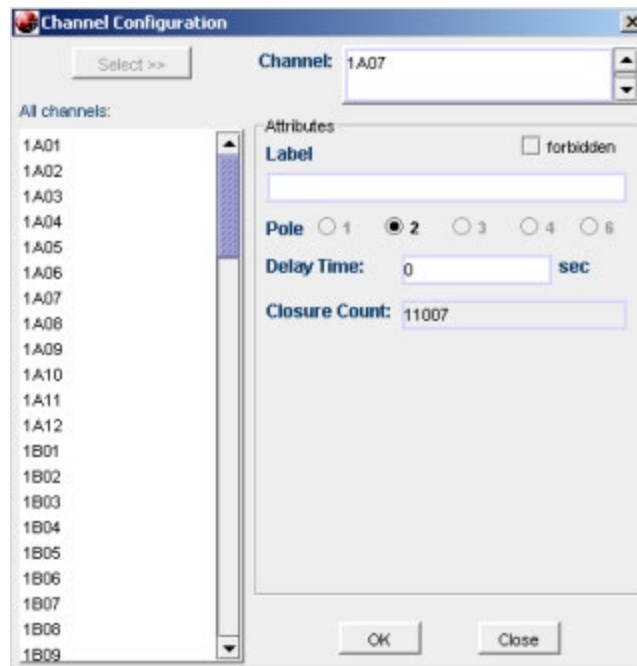 Channel Configuration
Select >>
Channel: 1A07
All channels:
1A01
1A02
1A03
1A04
1A05
1A06
1A07
1A08
1A09
1A10
1A11
1A12
1B01
1B02
1B03
1B04
1B05
1B06
1B07
1B08
1B09
Attributes
Label
forbidden
Pole 1 2 3 4 6
Delay Time: 0 sec
Closure Count: 11007
OK Close